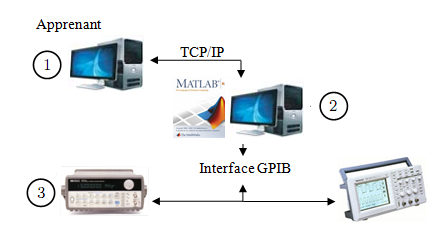 Apprenant
1
TCP/IP
MATLAB
2
Interface GPIB
3